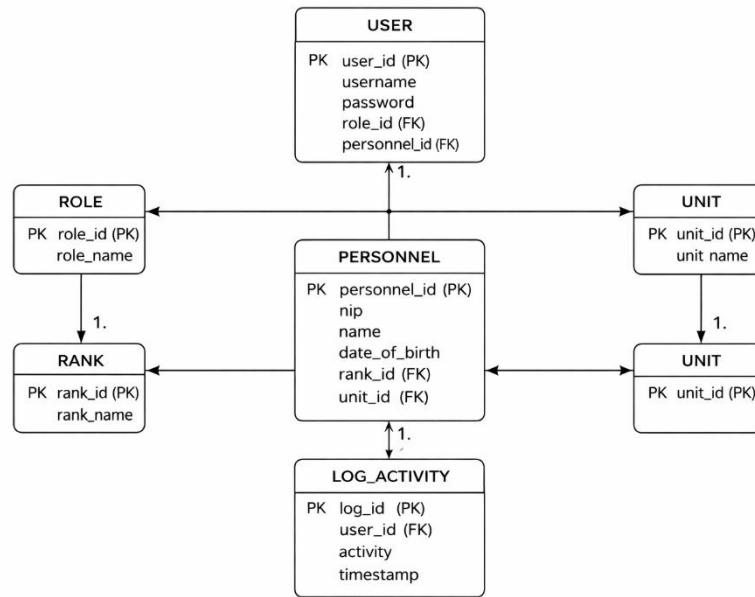 USER
PK user_id (PK)
username
password
role_id (FK)
personnel_id (FK)
1.
ROLE
PK role_id (PK)
role_name
UNIT
PK unit_id (PK)
unit name
PERSONNEL
PK personnel_id (PK)
nip
name
date_of_birth
rank_id (FK)
unit_id (FK)
1.
1.
RANK
PK rank_id (PK)
rank_name
UNIT
PK unit_id (PK)
1.
LOG_ACTIVITY
PK log_id (PK)
user_id (FK)
activity
timestamp